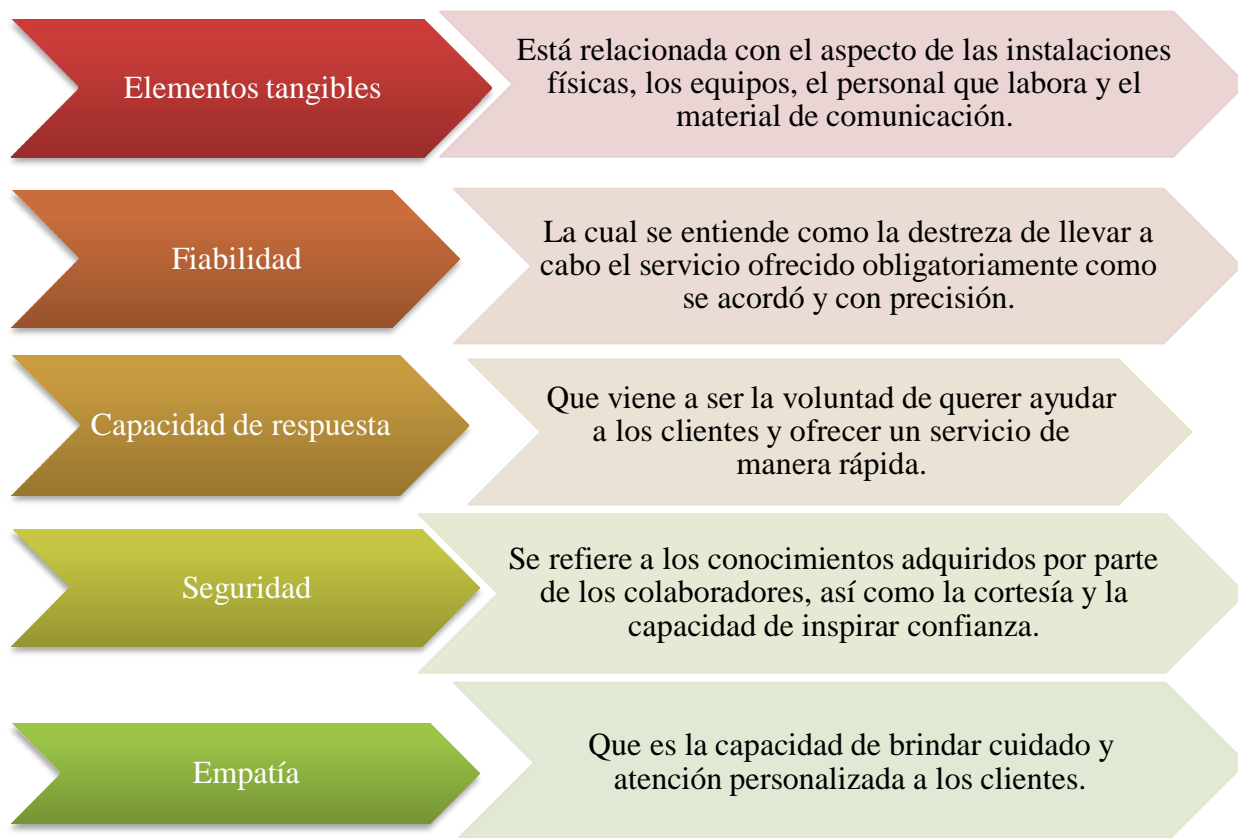 Elementos tangibles
Está relacionada con el aspecto de las instalaciones
físicas, los equipos, el personal que labora y el
material de comunicación.
Fiabilidad
La cual se entiende como la destreza de llevar a
cabo el servicio ofrecido obligatoriamente como
se acordó y con precisión.
Capacidad de respuesta
Que viene a ser la voluntad de querer ayudar
a los clientes y ofrecer un servicio de
manera rápida.
Seguridad
Se refiere a los conocimientos adquiridos por parte
de los colaboradores, así como la cortesía y la
capacidad de inspirar confianza.
Empatía
Que es la capacidad de brindar cuidado y
atención personalizada a los clientes.